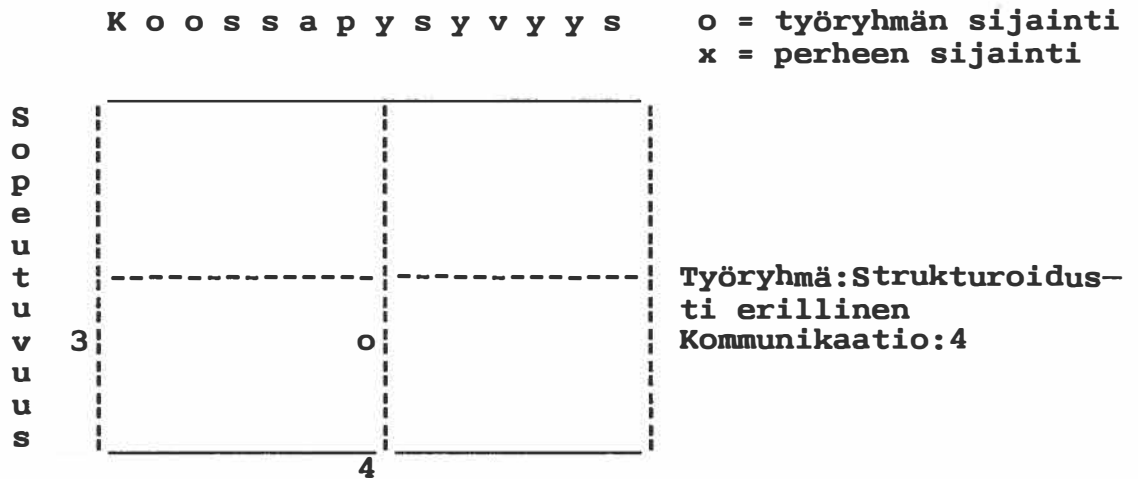 K o o s s a p y s y v y y s
o = työryhmän sijainti
x = perheen sijainti
S
o
p
e
u
t
u
v
u
u
s
Työryhmä:Strukturoidus-
ti erillinen
3
o
Kommunikaatio:4
4